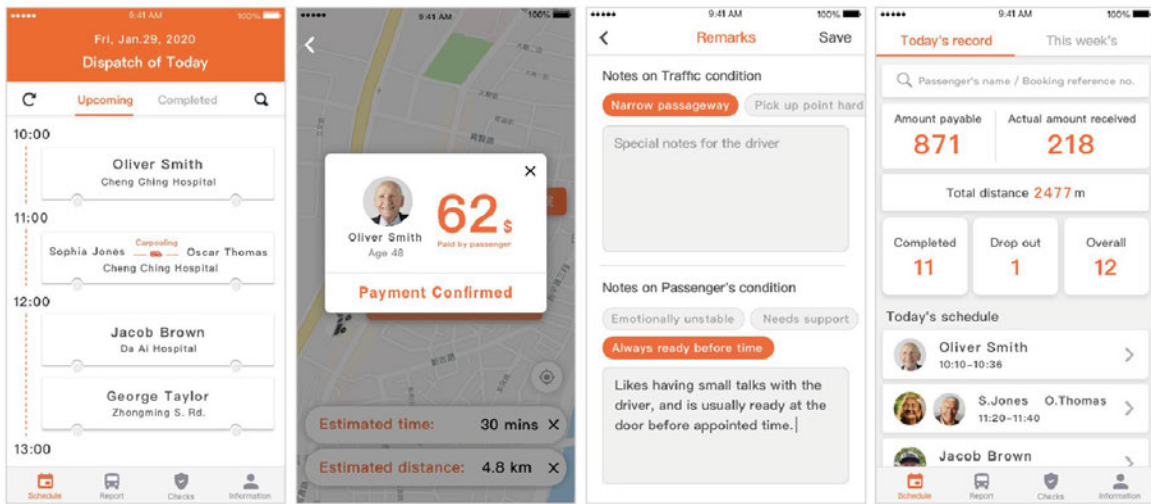 9:41 AM
100%
Fri, Jan.29, 2020
Dispatch of Today
Upcoming
Completed
10:00
Oliver Smith
Cheng Ching Hospital
11:00
Carpooling
Sophia Jones
Oscar Thomas
Cheng Ching Hospital
12:00
Jacob Brown
Da Ai Hospital
George Taylor
Zhongming S. Rd.
13:00
Schedule
Report
Checks
Information
9:41 AM
100%
62$
Paid by passenger
Oliver Smith
Age 48
Payment Confirmed
Estimated time: 30 mins
Estimated distance: 4.8 km
9:41 AM
100%
Remarks
Save
Notes on Traffic condition
Narrow passageway
Pick up point hard
Special notes for the driver
Notes on Passenger's condition
Emotionally unstable
Needs support
Always ready before time
Likes having small talks with the
driver, and is usually ready at the
door before appointed time.
9:41 AM
100%
Today's record
This week's
Passenger's name / Booking reference no.
Amount payable
871
Actual amount received
218
Total distance 2477 m
Completed
11
Drop out
1
Overall
12
Today's schedule
Oliver Smith
10:10-10:36
S.Jones O.Thomas
11:20-11:40
Jacob Brown
Schedule
Report
Checks
Information